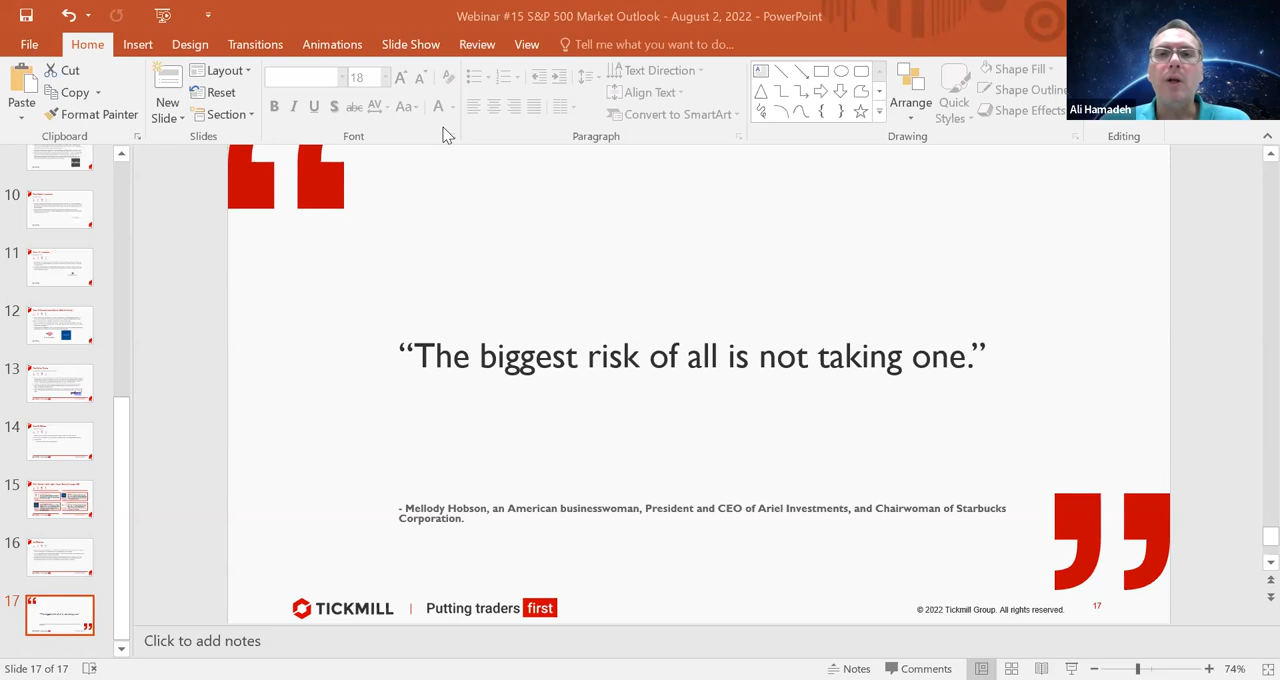 Webinar #15 S&P 500 Market Outlook - August 2, 2022 - PowerPoint
File Home Insert Design Transitions Animations Slide Show Review View Tell me what you want to do...
Paste
Cut
Copy
Format Painter
Clipboard
New Slide
Layout
Reset
Section
Slides
18
B I U S abc AV Aa A
Font
Text Direction
Align Text
Convert to SmartArt
Paragraph
Arrange
Quick Styles
Shape Fill
Shape Outline
Shape Effects
Drawing
Editing
Ali Hamadeh
10
11
12
13
14
15
16
17
“The biggest risk of all is not taking one.”
- Mellody Hobson, an American businesswoman, President and CEO of Ariel Investments, and Chairwoman of Starbucks
Corporation.
TICKMILL | Putting traders first
© 2022 Tickmill Group. All rights reserved. 17
Click to add notes
Slide 17 of 17 Notes Comments 74%